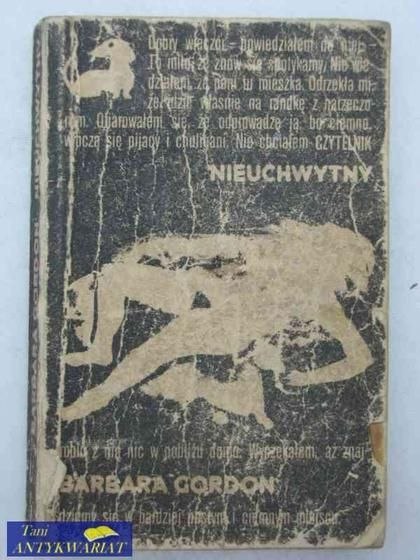 Dobry wieczór – powiedziałem do niej. –
To miło, że znów się spotykamy. Nie wie-
działem, że pani tu mieszka. Odrzekła mi,
że idzie właśnie na randkę z narzeczo-
nym. Ofiarowałem się, że odprowadzę ją, bo ciemno,
włóczą się pijacy i chuligani. Nie chciałem CZYTELNIK
NIEUCHWYTNY
robić z nią nic w pobliżu domu. Wyczekałem, aż znaj-
BARBARA GORDON
dziemy się w bardziej pustym i ciemnym miejscu.
BARBARA GORDON NIEUCHWYTNY
Tani
ANTYKWARIAT